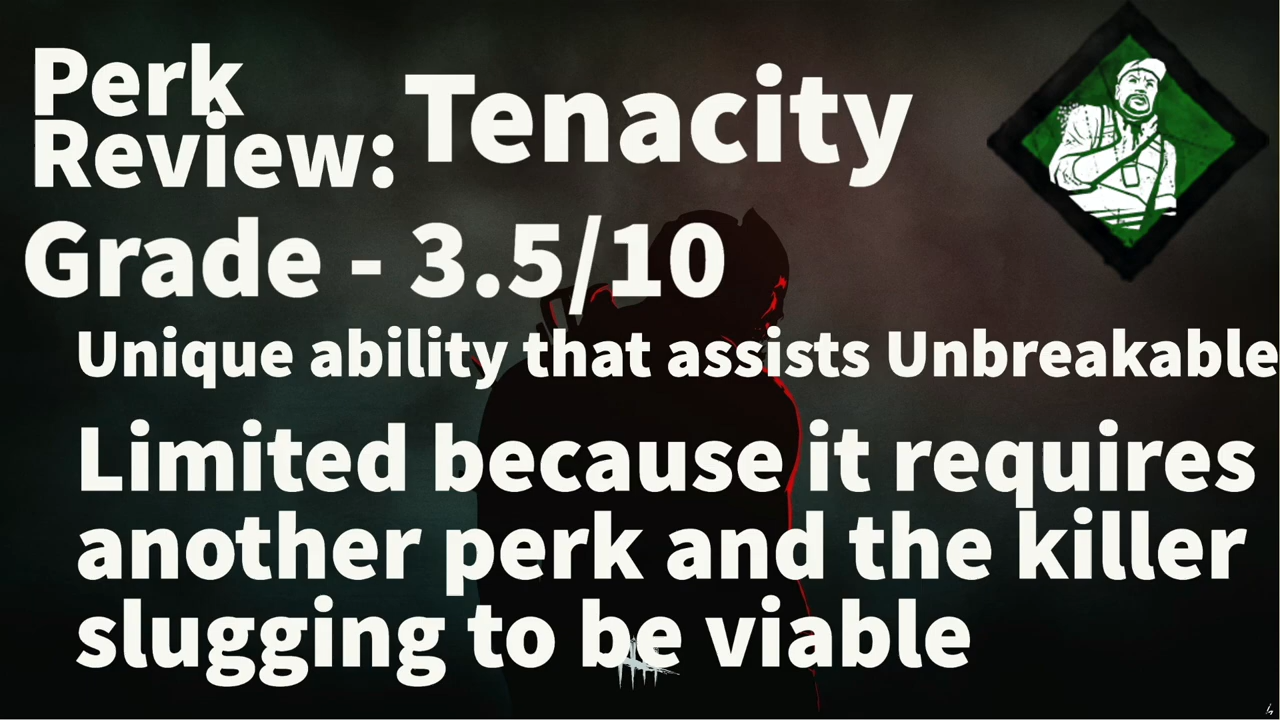 Perk
Review: Tenacity
Grade - 3.5/10
Unique ability that assists Unbreakable
Limited because it requires
another perk and the killer
slugging to be viable